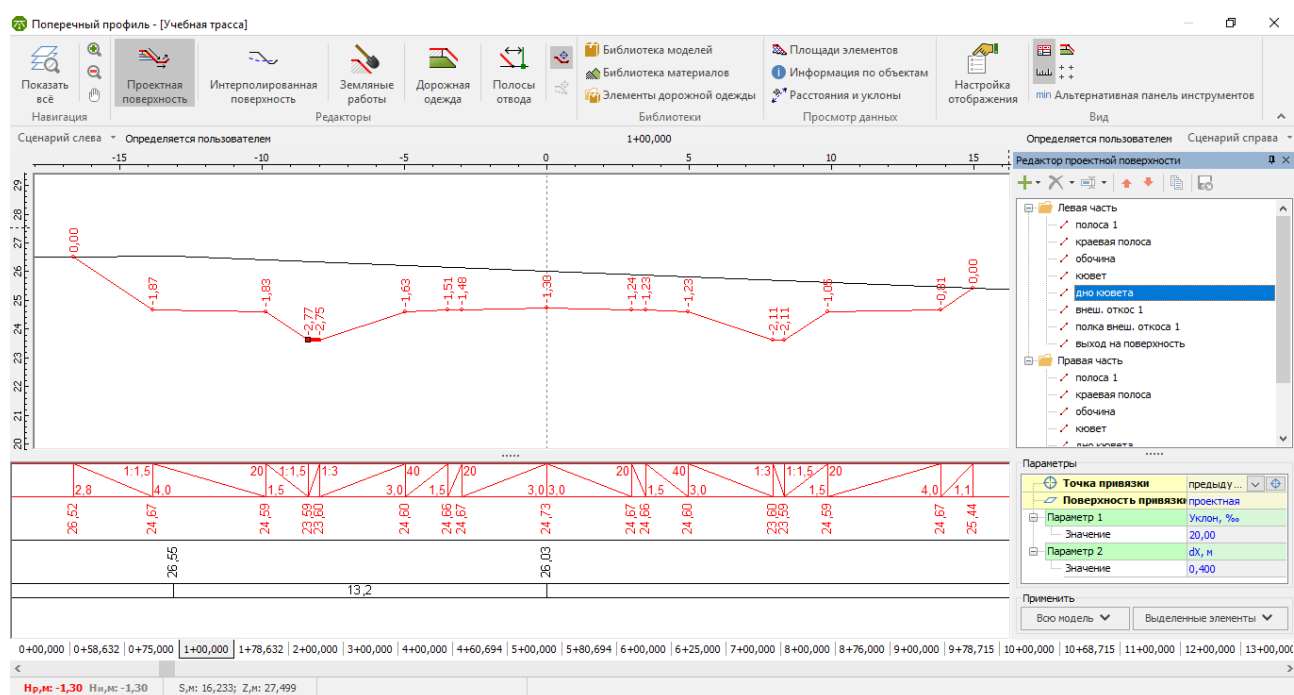 Поперечный профиль - [Учебная трасса]
Показать всё
Навигация
Проектная поверхность
Интерполированная поверхность
Земляные работы
Дорожная одежда
Полосы отвода
Редакторы
Библиотека моделей
Библиотека материалов
Элементы дорожной одежды
Библиотеки
Площади элементов
Информация по объектам
Расстояния и уклоны
Просмотр данных
Настройка отображения
min Альтернативная панель инструментов
Вид
Сценарий слева Определяется пользователем 1+00,000 Определяется пользователем Сценарий справа
-15 -10 -5 0 5 10 15
29
28
27
26
25
24
23
22
21
20
0,00 -1,87 -1,83 -2,77 -2,75 -1,63 -1,51 -1,48 -1,30 -1,24 -1,23 -1,23 -2,11 -2,11 -1,05 -0,81 0,00
1:1,5 20 1:1,5 1:3 40 20 20 40 1:3 1:1,5 20
2,8 4,0 1,5 3,0 1,5 3,0 3,0 1,5 3,0 1,5 4,0 1,1
26,52 24,67 24,59 23,59 23,60 24,60 24,66 24,67 24,73 24,67 24,66 24,60 23,60 23,59 24,59 24,67 25,44
26,55 26,03
13,2
Редактор проектной поверхности
Левая часть
полоса 1
краевая полоса
обочина
кювет
дно кювета
внеш. откос 1
полка внеш. откоса 1
выход на поверхность
Правая часть
полоса 1
краевая полоса
обочина
кювет
дно кювета
Параметры
Точка привязки предыду...
Поверхность привязки проектная
Параметр 1 Уклон, ‰
Значение 20,00
Параметр 2 dX, м
Значение 0,400
Применить
Всю модель Выделенные элементы
0+00,000 0+58,632 0+75,000 1+00,000 1+78,632 2+00,000 3+00,000 4+00,000 4+60,694 5+00,000 5+80,694 6+00,000 6+25,000 7+00,000 8+00,000 8+76,000 9+00,000 9+78,715 10+00,000 10+68,715 11+00,000 12+00,000 13+00,000
Hр,м: -1,30 Hи,м: -1,30 S,м: 16,233; Z,м: 27,499